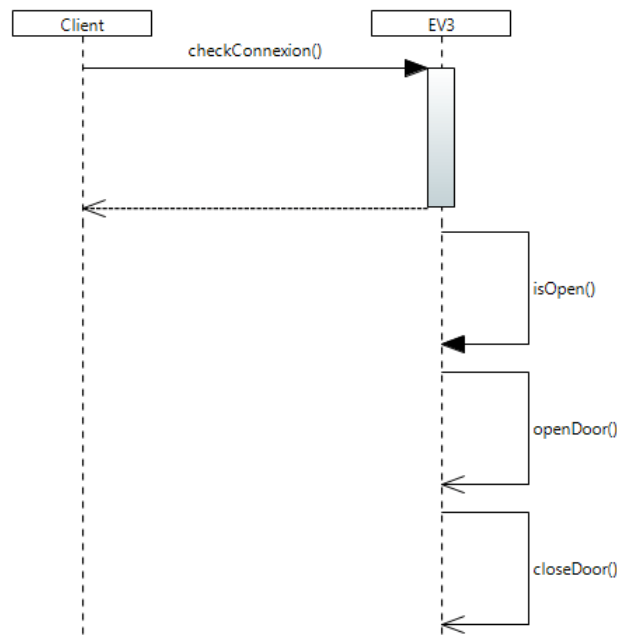 Client
EV3
checkConnexion()
isOpen()
openDoor()
closeDoor()